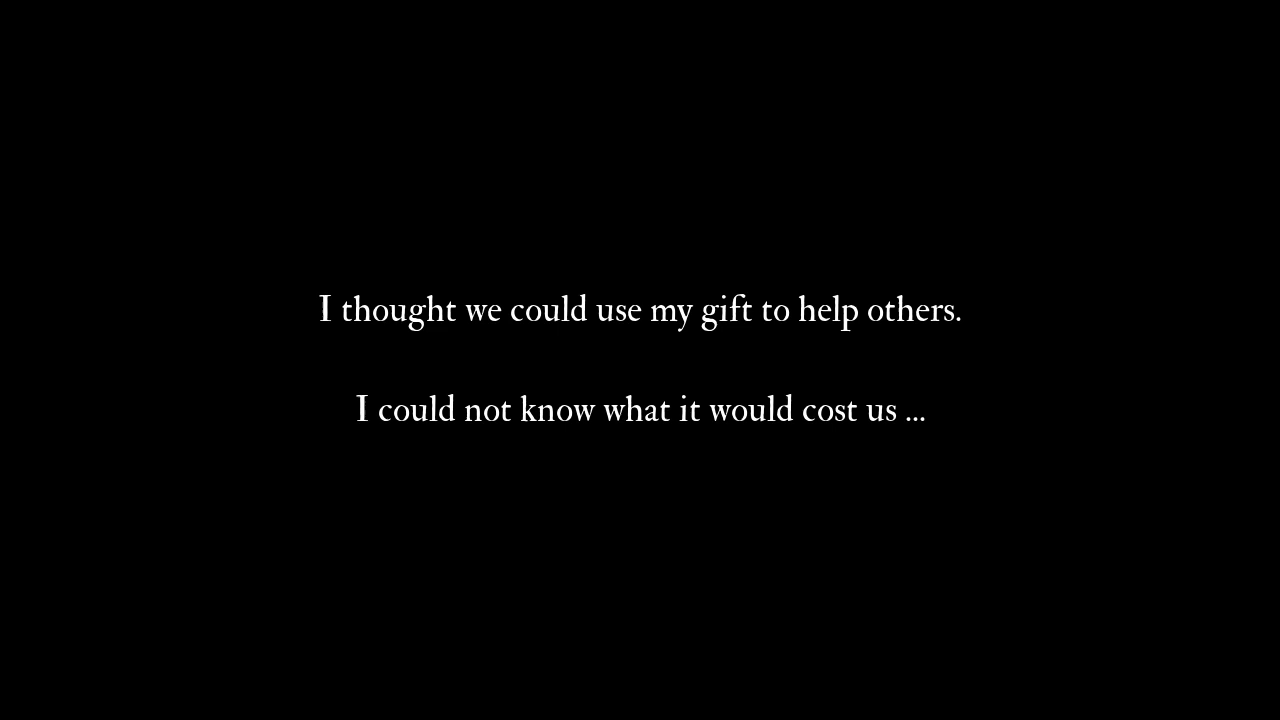 I thought we could use my gift to help others.
I could not know what it would cost us ...